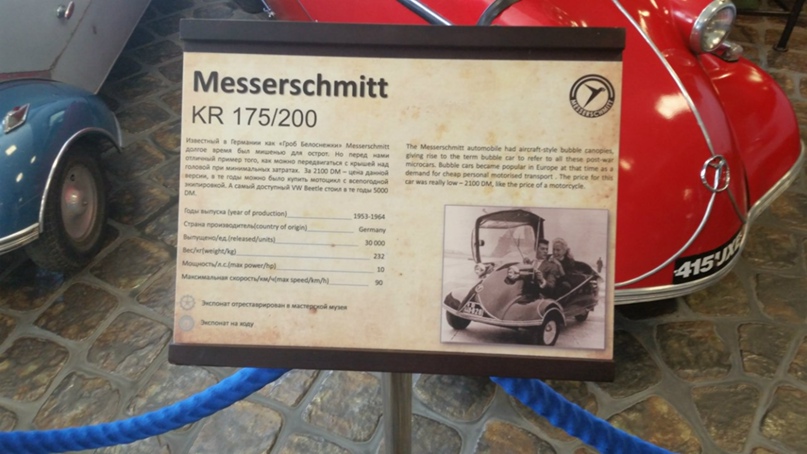 Messerschmitt
KR 175/200
MESSERSCHMITT
Известный в Германии как «Гроб Белоснежки» Messerschmitt
долгое время был мишенью для острот. Но перед нами
отличный пример того, как можно передвигаться с крышей над
головой при минимальных затратах. За 2100 DM – цена данной
версии, в те годы можно было купить мотоцикл с всепогодной
экипировкой. А самый доступный VW Beetle стоил в те годы 5000
DM.
The Messerschmitt automobile had aircraft-style bubble canopies,
giving rise to the term bubble car to refer to all these post-war
microcars. Bubble cars became popular in Europe at that time as a
demand for cheap personal motorised transport . The price for this
car was really low – 2100 DM, like the price of a motorcycle.
Годы выпуска (year of production) 1953-1964
Страна производитель(country of origin) Germany
Выпущено/ед.(released/units) 30 000
Вес/кг(weight/kg) 232
Мощность/л.с.(max power/hp) 10
Максимальная скорость/км/ч(max speed/km/h) 90
Экспонат отреставрирован в мастерской музея
Экспонат на ходу
415 UXB